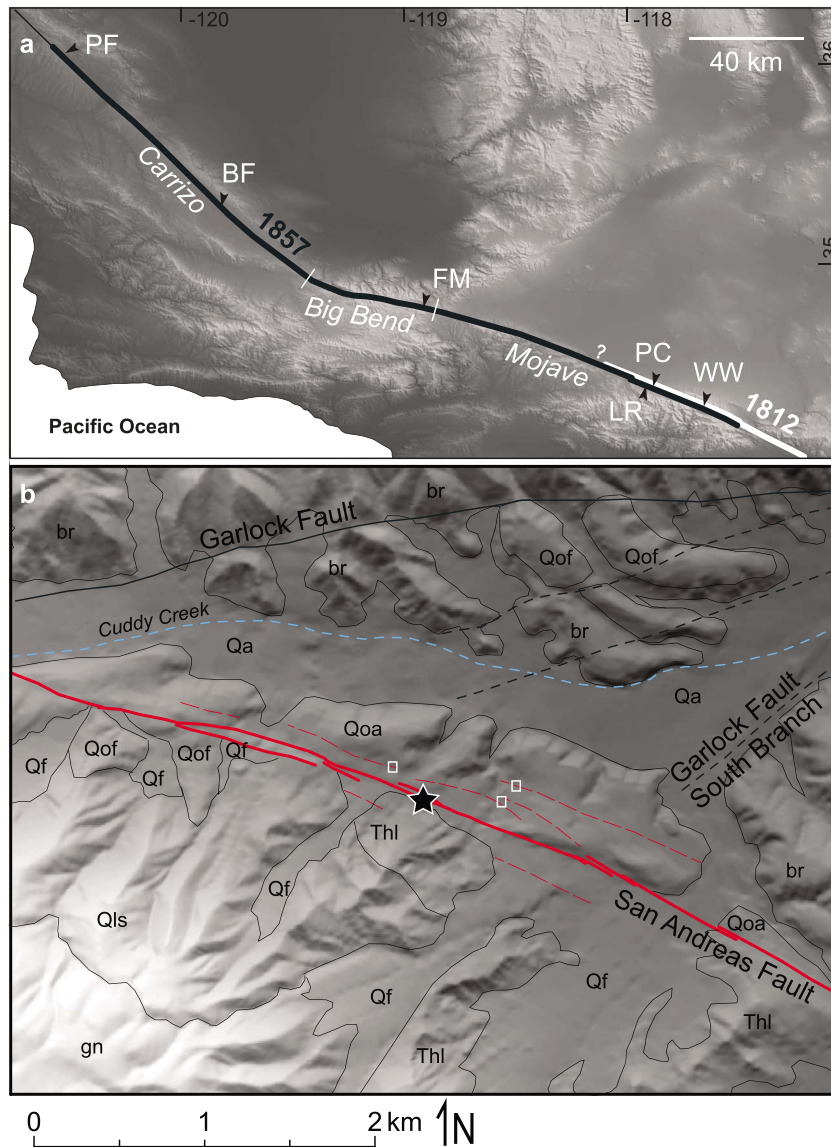 -120
-119
-118
a
PF
36
40 km
Carrizo
BF
1857
35
FM
Big Bend
Mojave
?
PC
WW
LR
1812
Pacific Ocean
b
br
br
Garlock Fault
Qof
Qof
br
Cuddy Creek
br
Qa
Qa
Garlock Fault
South Branch
Qoa
Qof
Qof
Qf
Qf
Qf
Thl
br
Qf
Qls
San Andreas Fault
Qoa
Qf
Qf
Thl
gn
Thl
0
1
2 km
N